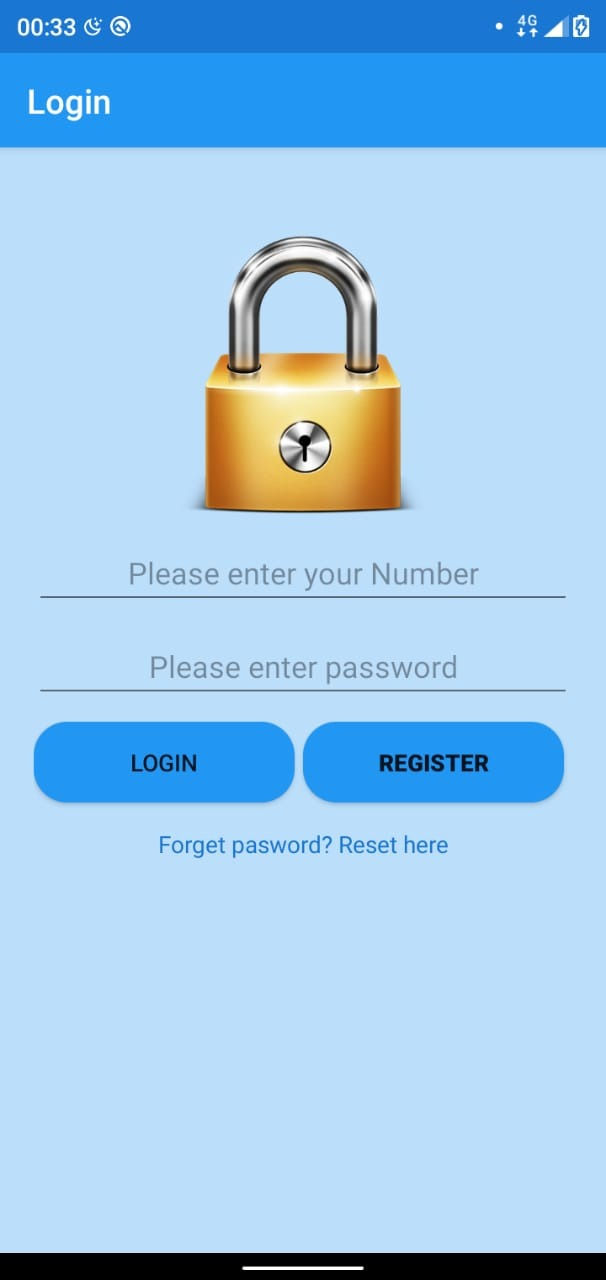 00:33
4G
Login
Please enter your Number
Please enter password
LOGIN
REGISTER
Forget pasword? Reset here